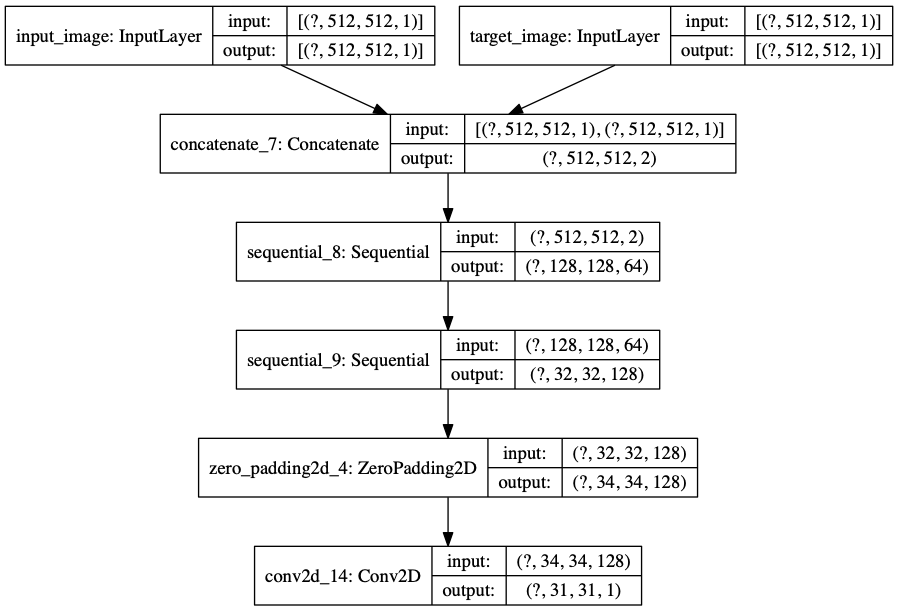 input_image: InputLayer
input: [(?, 512, 512, 1)]
output: [(?, 512, 512, 1)]
target_image: InputLayer
input: [(?, 512, 512, 1)]
output: [(?, 512, 512, 1)]
concatenate_7: Concatenate
input: [(?, 512, 512, 1), (?, 512, 512, 1)]
output: (?, 512, 512, 2)
sequential_8: Sequential
input: (?, 512, 512, 2)
output: (?, 128, 128, 64)
sequential_9: Sequential
input: (?, 128, 128, 64)
output: (?, 32, 32, 128)
zero_padding2d_4: ZeroPadding2D
input: (?, 32, 32, 128)
output: (?, 34, 34, 128)
conv2d_14: Conv2D
input: (?, 34, 34, 128)
output: (?, 31, 31, 1)